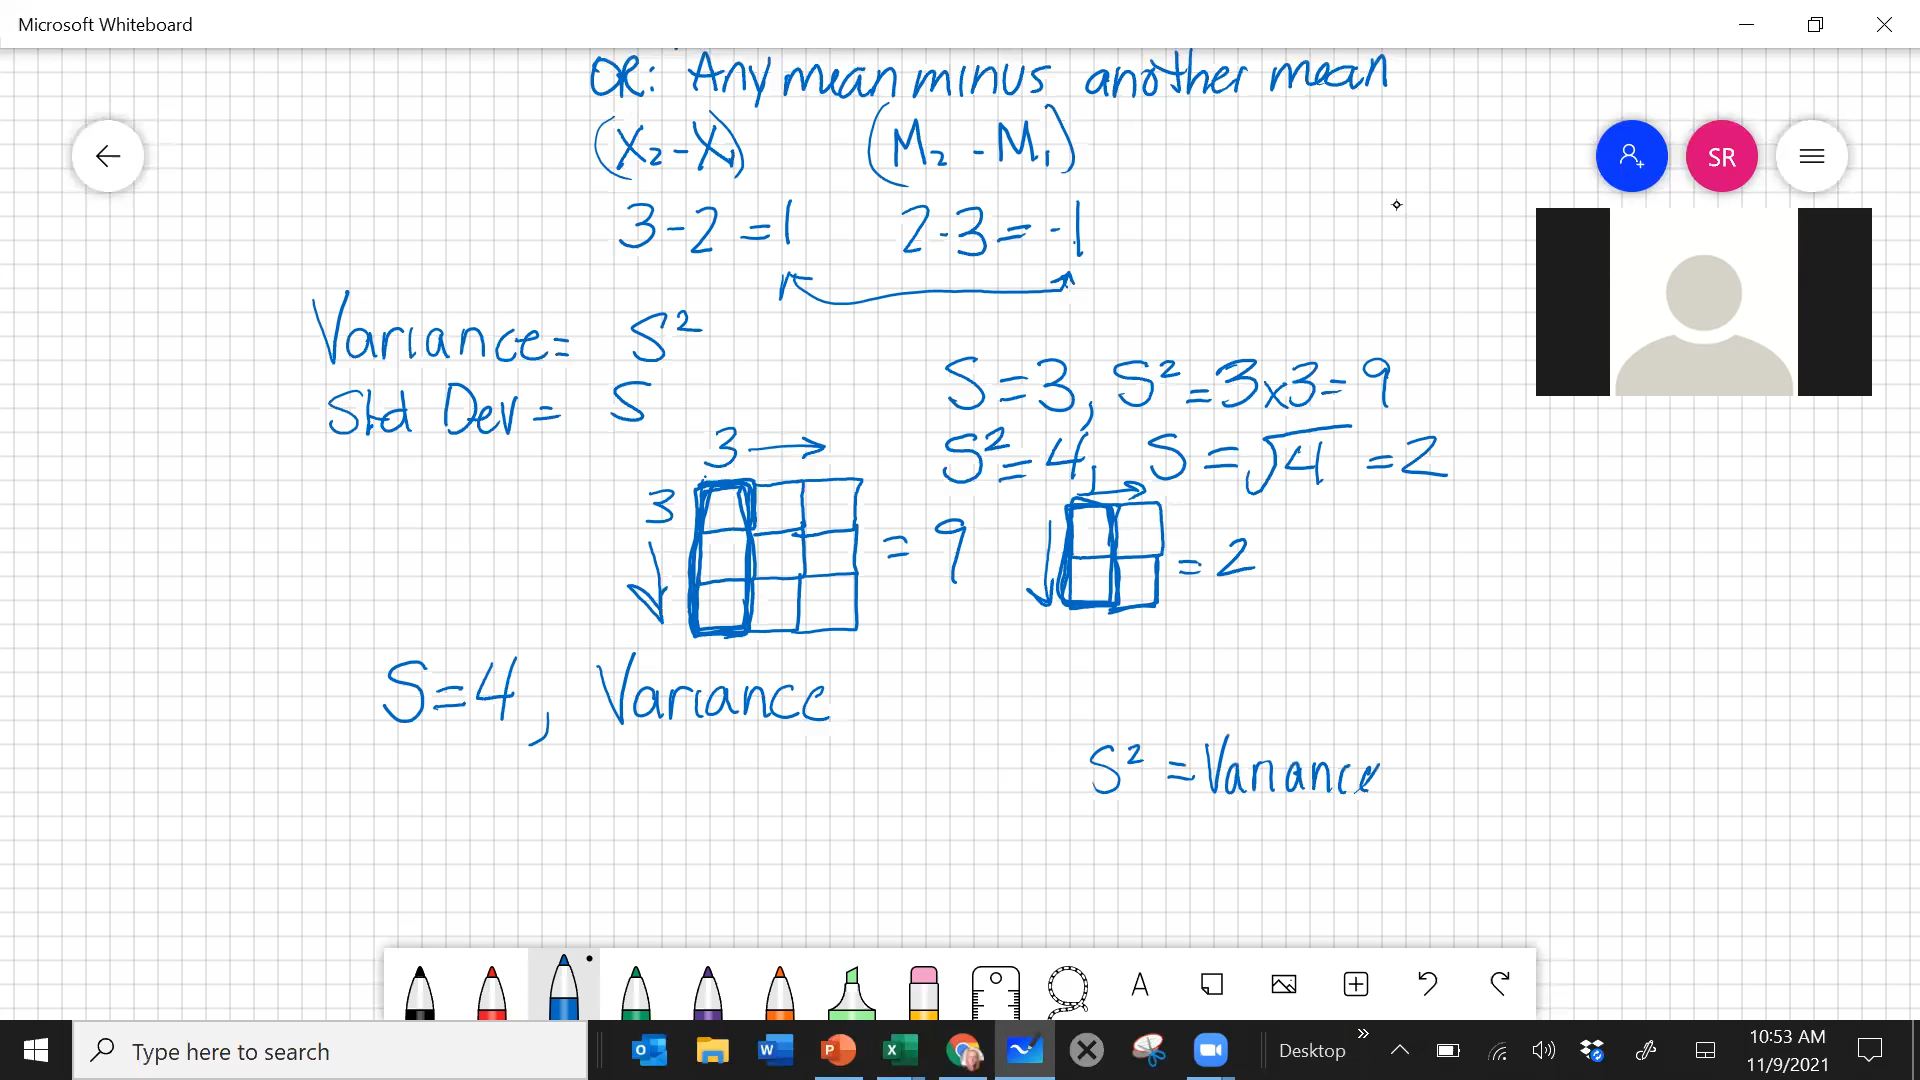 Microsoft Whiteboard
OR: Any mean minus another mean
(X₂-X₁) (M₂-M₁)
3-2=1 2-3=-1
SR
Variance= S²
Std Dev= S
S=3, S²=3x3=9
S²=4, S=√4=2
3
3
=9
=2
S=4, Variance
S²=Variance
Type here to search
Desktop
10:53 AM
11/9/2021